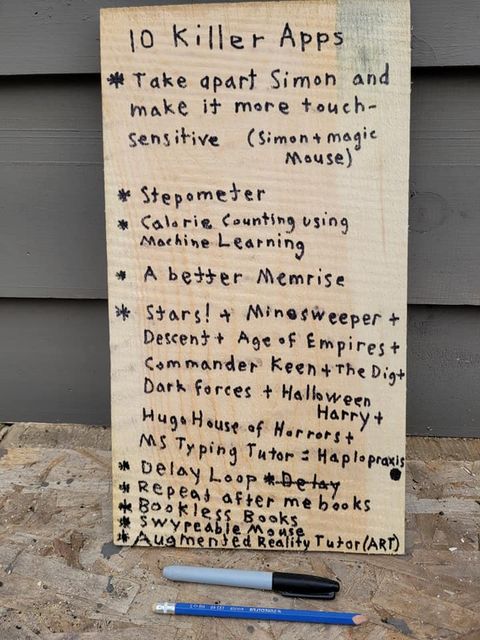 10 Killer Apps
* Take apart Simon and
make it more touch-
sensitive (Simon + magic
Mouse)
* Stepometer
* Calorie Counting using
Machine Learning
* A better Memrise
* Stars! + Minesweeper +
Descent + Age of Empires +
Commander Keen + The Dig +
Dark Forces + Halloween
Harry +
Hugo House of Horrors +
MS Typing Tutor = Haplopraxis
* Delay Loop * Delay
* Repeat after me books
* Bookless Books
* Swyreable Mouse
* Augmented Reality Tutor (ART)